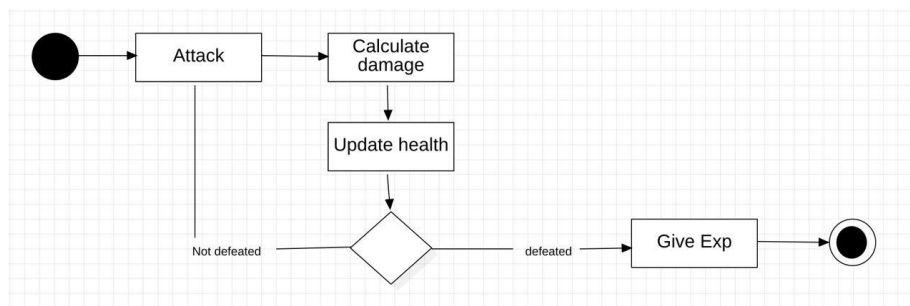 Attack
Calculate
damage
Update health
Not defeated
defeated
Give Exp